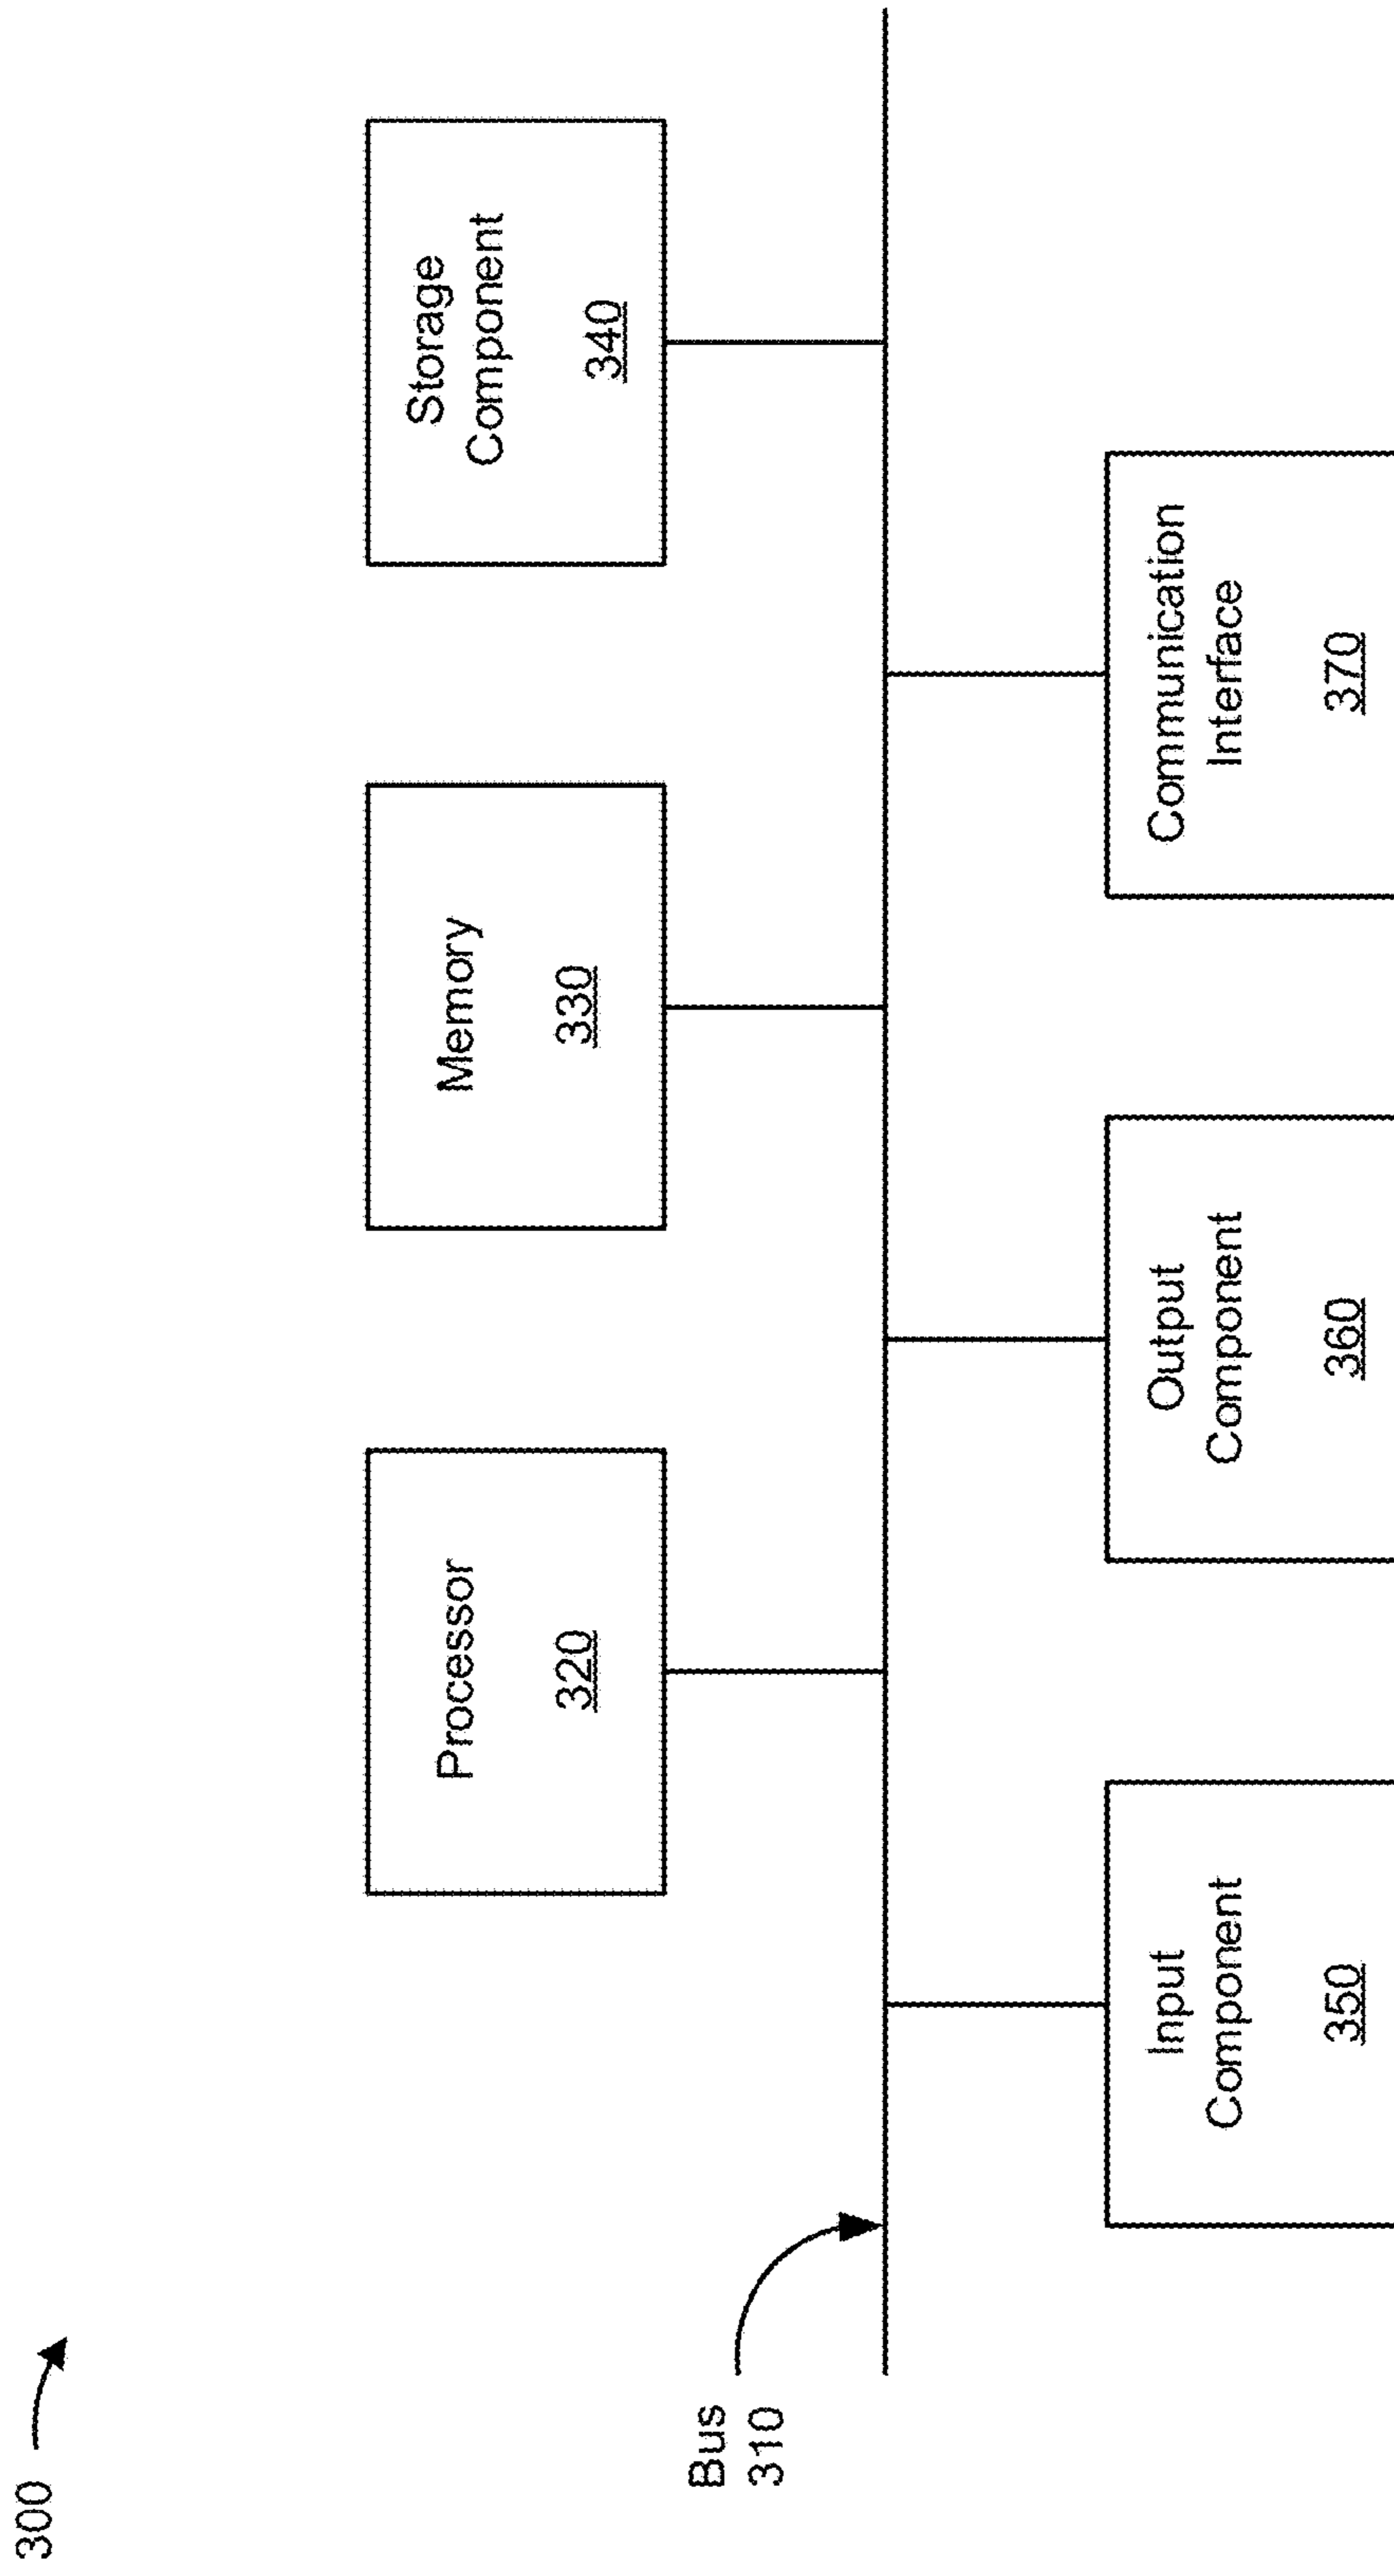 300
Bus
310
Processor
320
Memory
330
Storage
Component
340
Input
Component
350
Output
Component
360
Communication
Interface
370